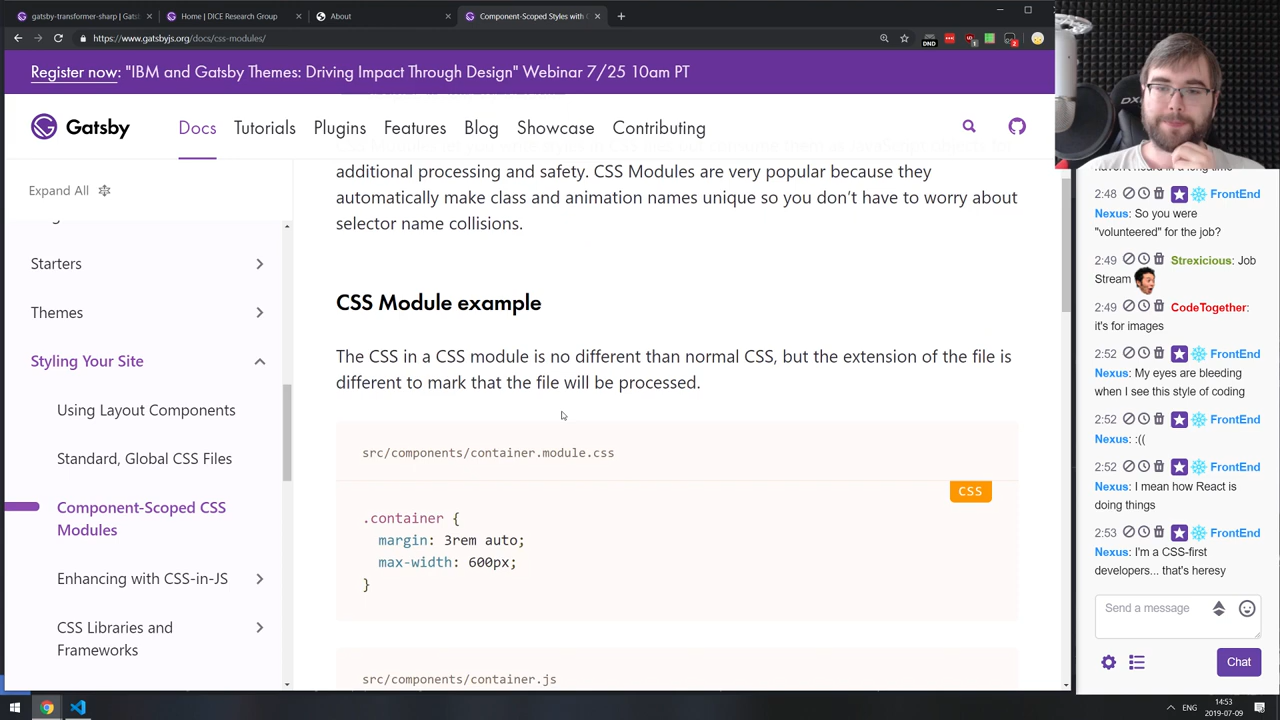 gatsby-transformer-sharp | Gats
Home | DICE Research Group
About
Component-Scoped Styles with
https://www.gatsbyjs.org/docs/css-modules/
DND
Register now: "IBM and Gatsby Themes: Driving Impact Through Design" Webinar 7/25 10am PT
Gatsby
Docs
Tutorials
Plugins
Features
Blog
Showcase
Contributing
Expand All
Starters
Themes
Styling Your Site
Using Layout Components
Standard, Global CSS Files
Component-Scoped CSS
Modules
Enhancing with CSS-in-JS
CSS Libraries and
Frameworks
additional processing and safety. CSS Modules are very popular because they
automatically make class and animation names unique so you don’t have to worry about
selector name collisions.
CSS Module example
The CSS in a CSS module is no different than normal CSS, but the extension of the file is
different to mark that the file will be processed.
src/components/container.module.css
CSS
.container {
margin: 3rem auto;
max-width: 600px;
}
src/components/container.js
2:48 FrontEnd
Nexus: So you were
"volunteered" for the job?
2:49 Strexicious: Job
Stream
2:49 CodeTogether:
it's for images
2:52 FrontEnd
Nexus: My eyes are bleeding
when I see this style of coding
2:52 FrontEnd
Nexus: :((
2:52 FrontEnd
Nexus: I mean how React is
doing things
2:53 FrontEnd
Nexus: I'm a CSS-first
developers... that's heresy
Send a message
Chat
ENG
14:53
2019-07-09